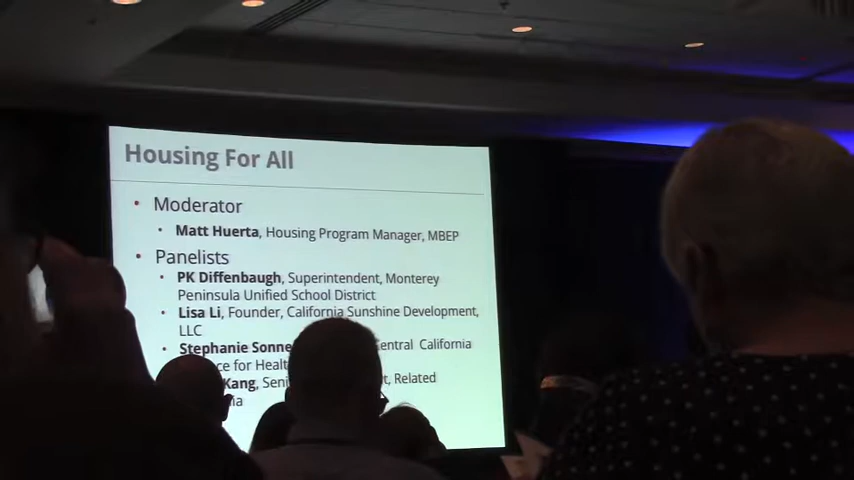 Housing For All
• Moderator
• Matt Huerta, Housing Program Manager, MBEP
• Panelists
• PK Diffenbaugh, Superintendent, Monterey
Peninsula Unified School District
• Lisa Li, Founder, California Sunshine Development,
LLC
• Stephanie Sonne Central California
for Healt
Kang, Seni , Related